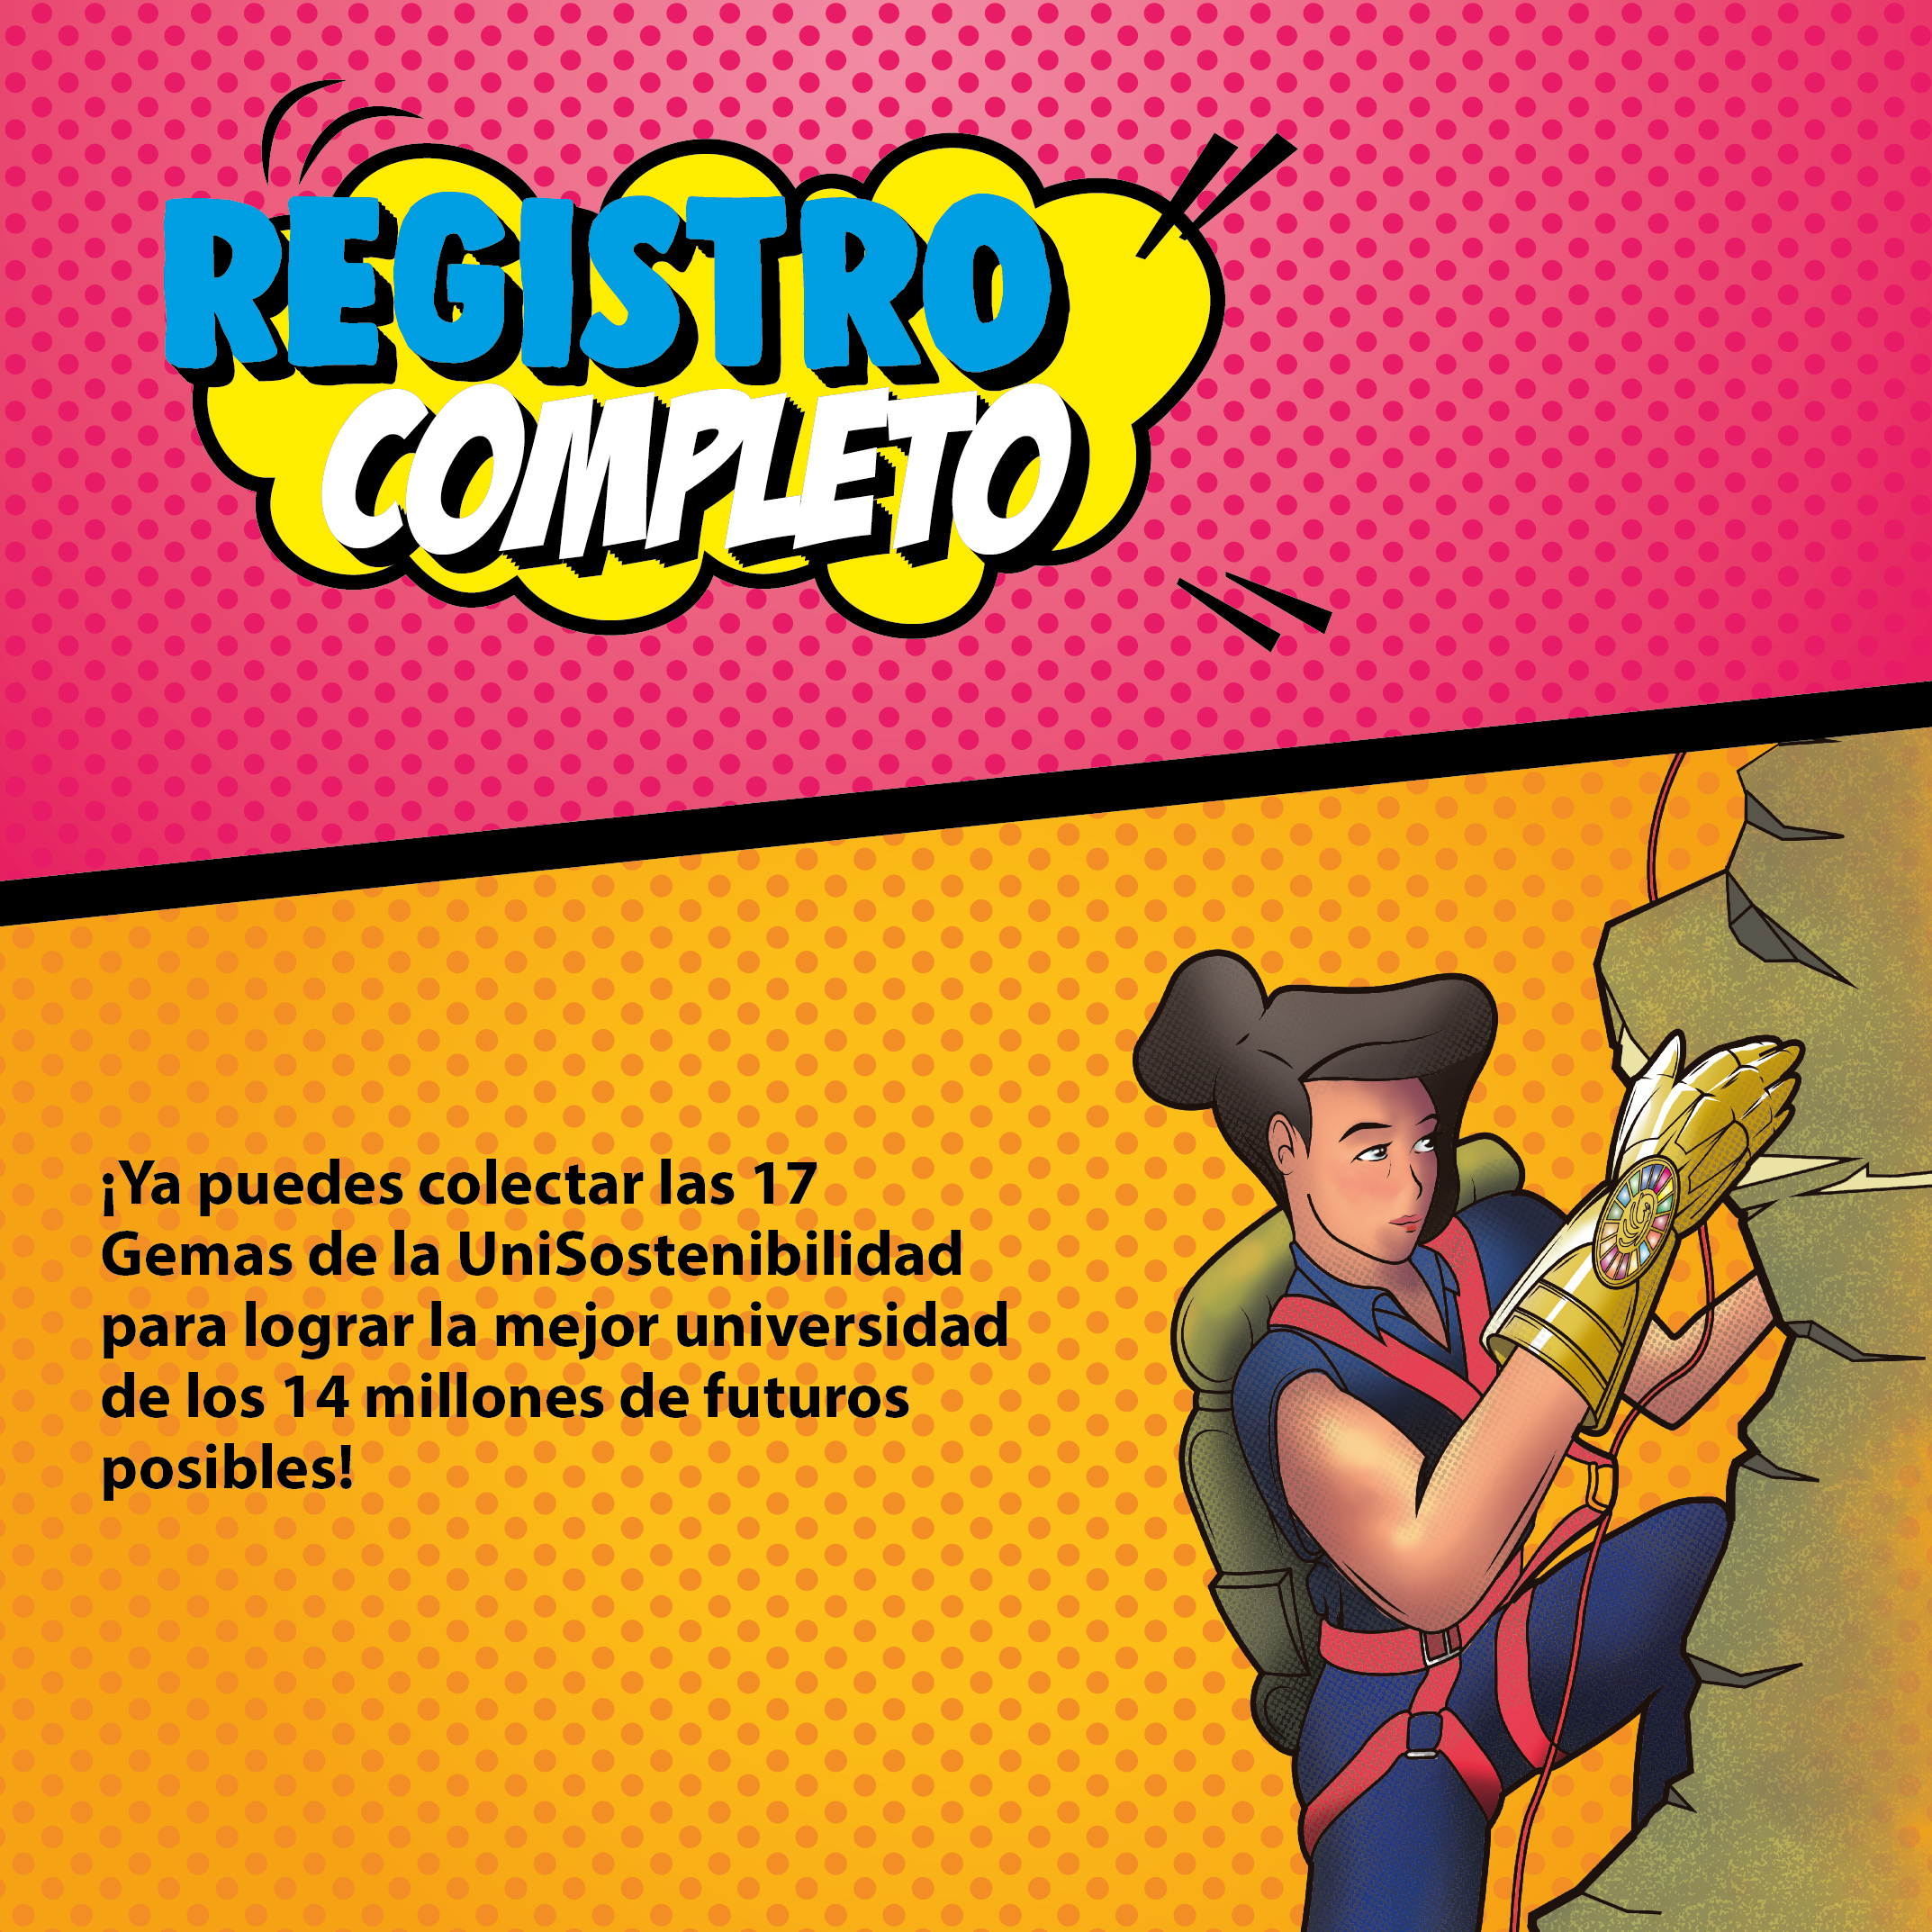 REGISTRO
COMPLETO
¡Ya puedes colectar las 17
Gemas de la UniSostenibilidad
para lograr la mejor universidad
de los 14 millones de futuros
posibles!